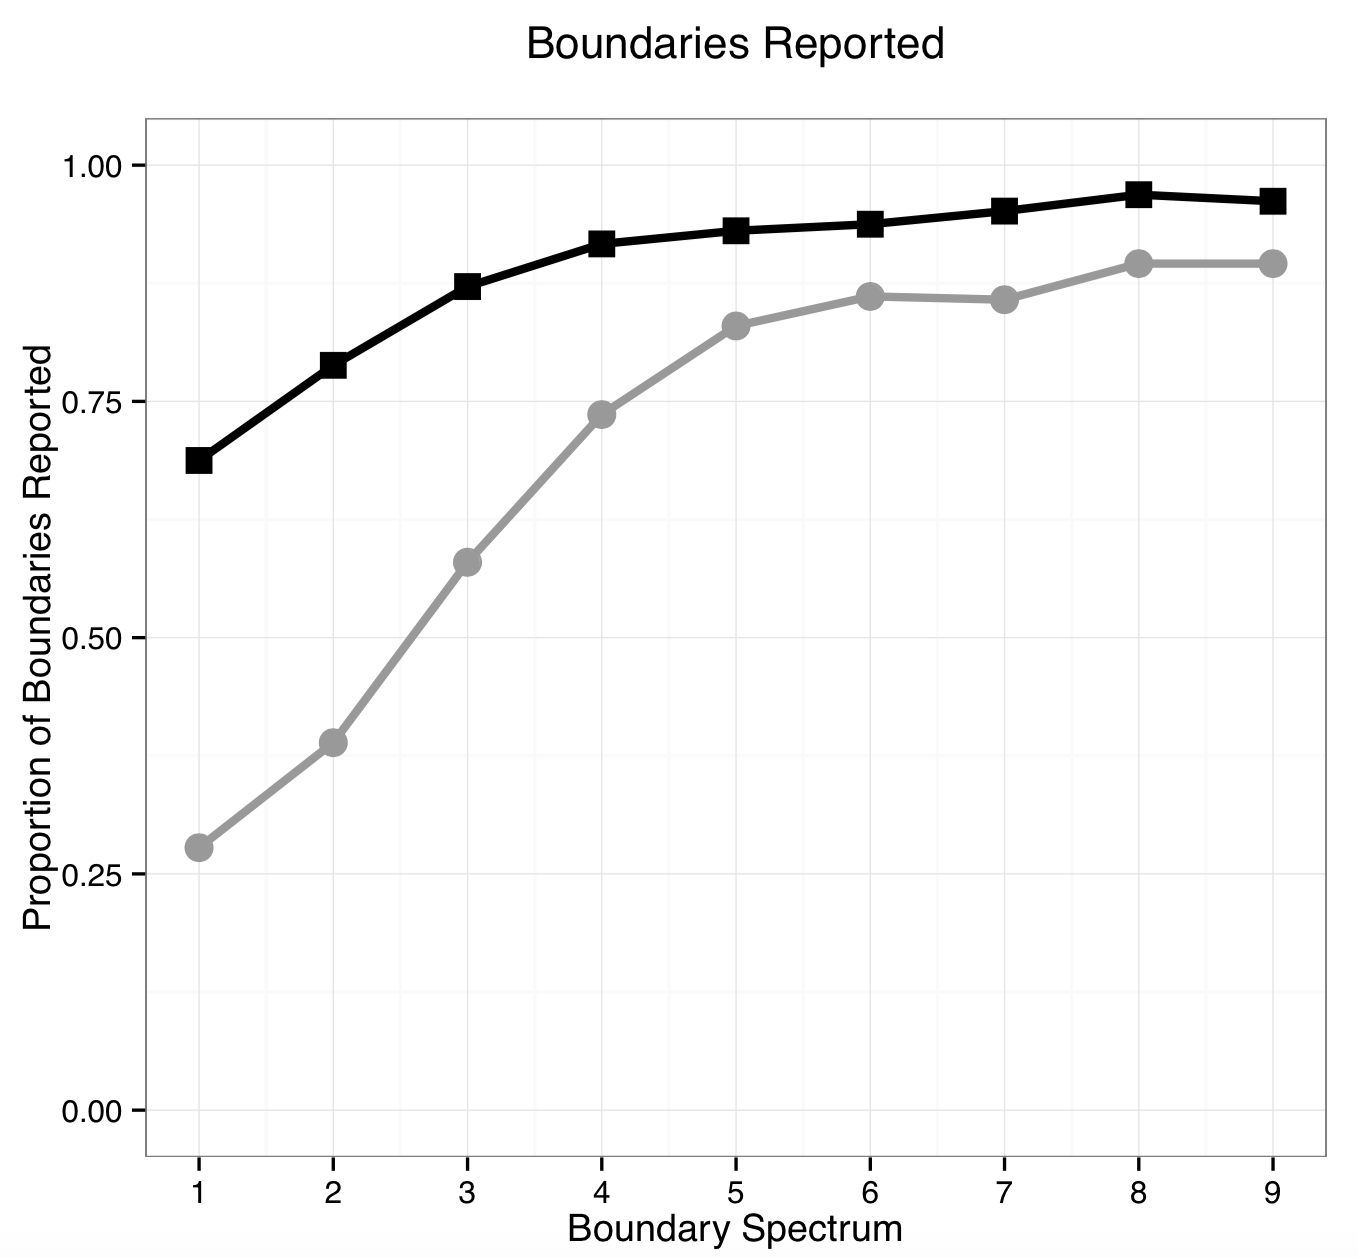 Boundaries Reported
Proportion of Boundaries Reported
1.00
0.75
0.50
0.25
0.00
1 2 3 4 5 6 7 8 9
Boundary Spectrum